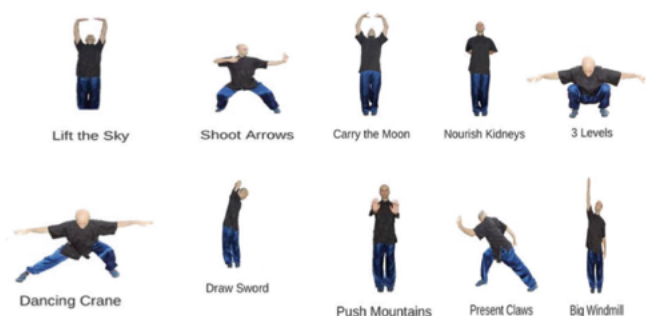 Lift the Sky
Shoot Arrows
Carry the Moon
Nourish Kidneys
3 Levels
Dancing Crane
Draw Sword
Push Mountains
Present Claws
Big Windmill